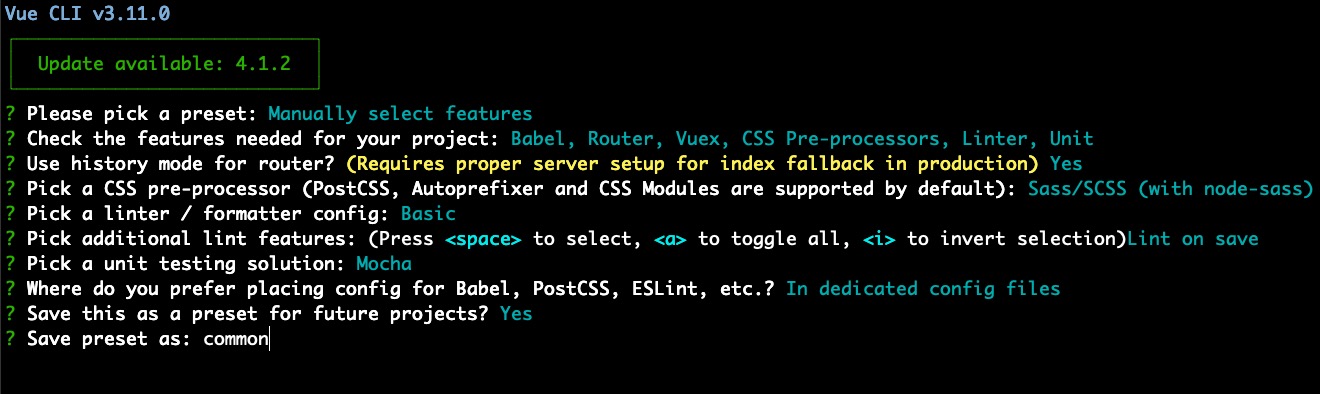 Vue CLI v3.11.0
Update available: 4.1.2
? Please pick a preset: Manually select features
? Check the features needed for your project: Babel, Router, Vuex, CSS Pre-processors, Linter, Unit
? Use history mode for router? (Requires proper server setup for index fallback in production) Yes
? Pick a CSS pre-processor (PostCSS, Autoprefixer and CSS Modules are supported by default): Sass/SCSS (with node-sass)
? Pick a linter / formatter config: Basic
? Pick additional lint features: (Press <space> to select, <a> to toggle all, <i> to invert selection)Lint on save
? Pick a unit testing solution: Mocha
? Where do you prefer placing config for Babel, PostCSS, ESLint, etc.? In dedicated config files
? Save this as a preset for future projects? Yes
? Save preset as: common